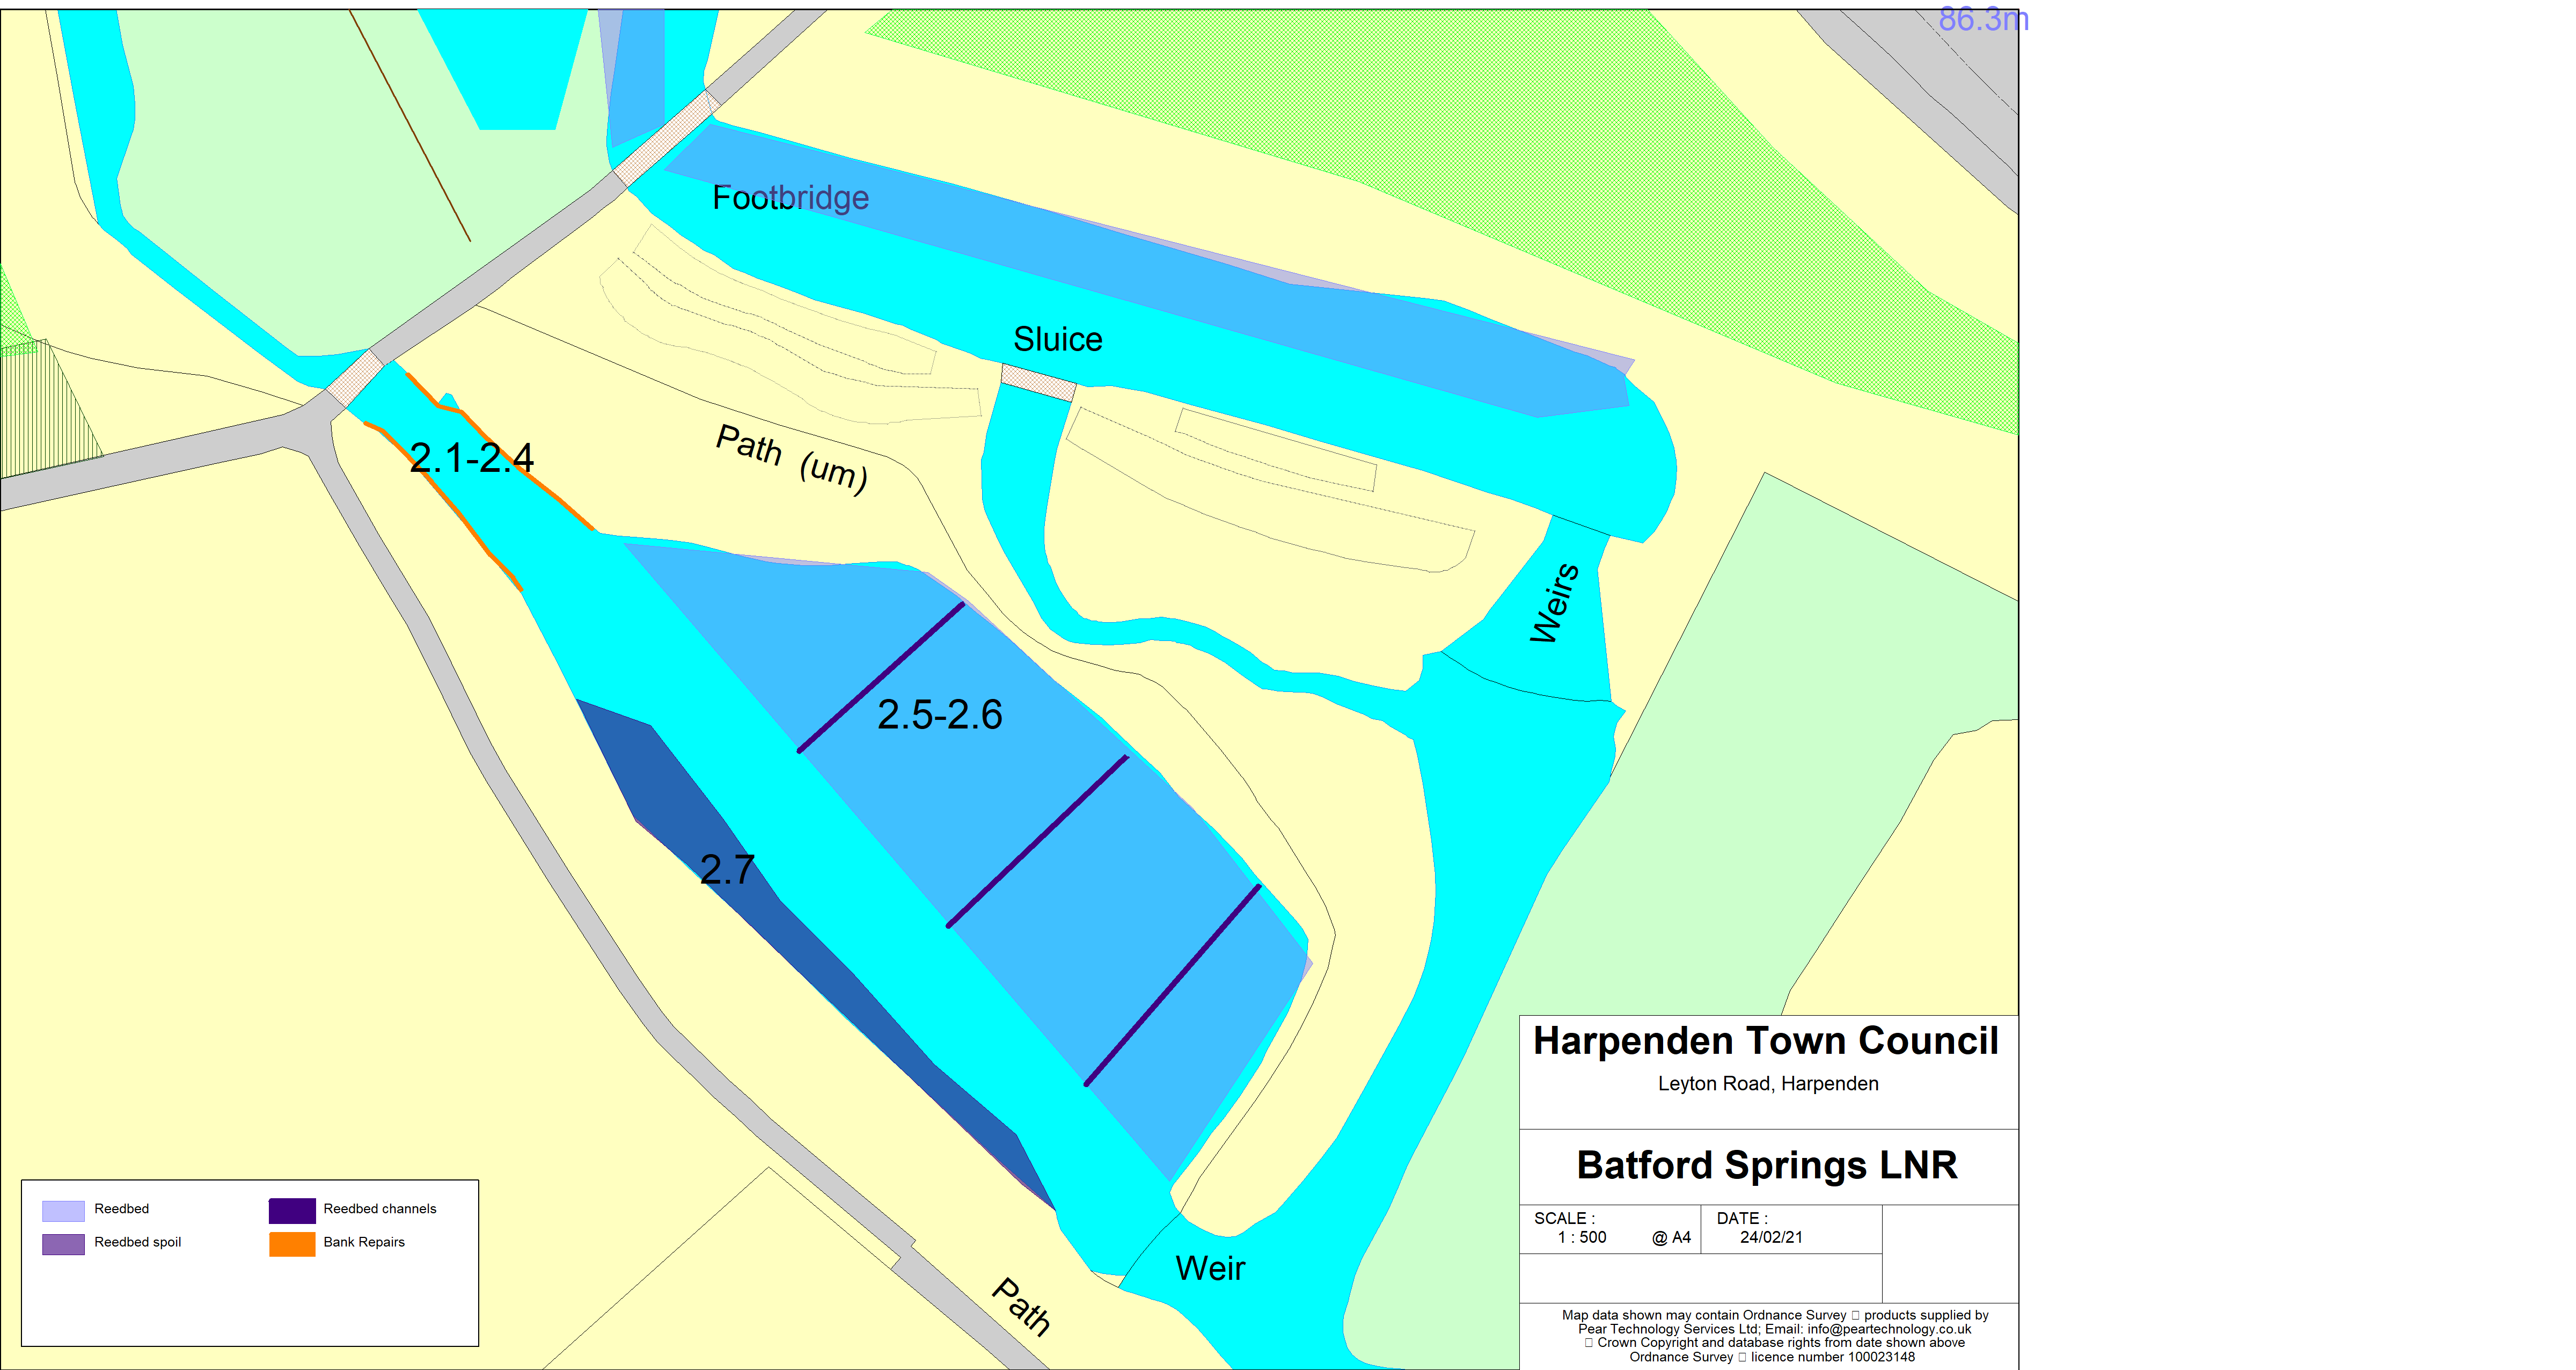 86.3m
Footbridge
Sluice
2.1-2.4
Path (um)
Weirs
2.5-2.6
2.7
Weir
Path
Reedbed
Reedbed channels
Reedbed spoil
Bank Repairs
Harpenden Town Council
Leyton Road, Harpenden
Batford Springs LNR
SCALE :
1 : 500 @ A4
DATE :
24/02/21
Map data shown may contain Ordnance Survey □ products supplied by
Pear Technology Services Ltd; Email: info@peartechnology.co.uk
□ Crown Copyright and database rights from date shown above
Ordnance Survey □ licence number 100023148